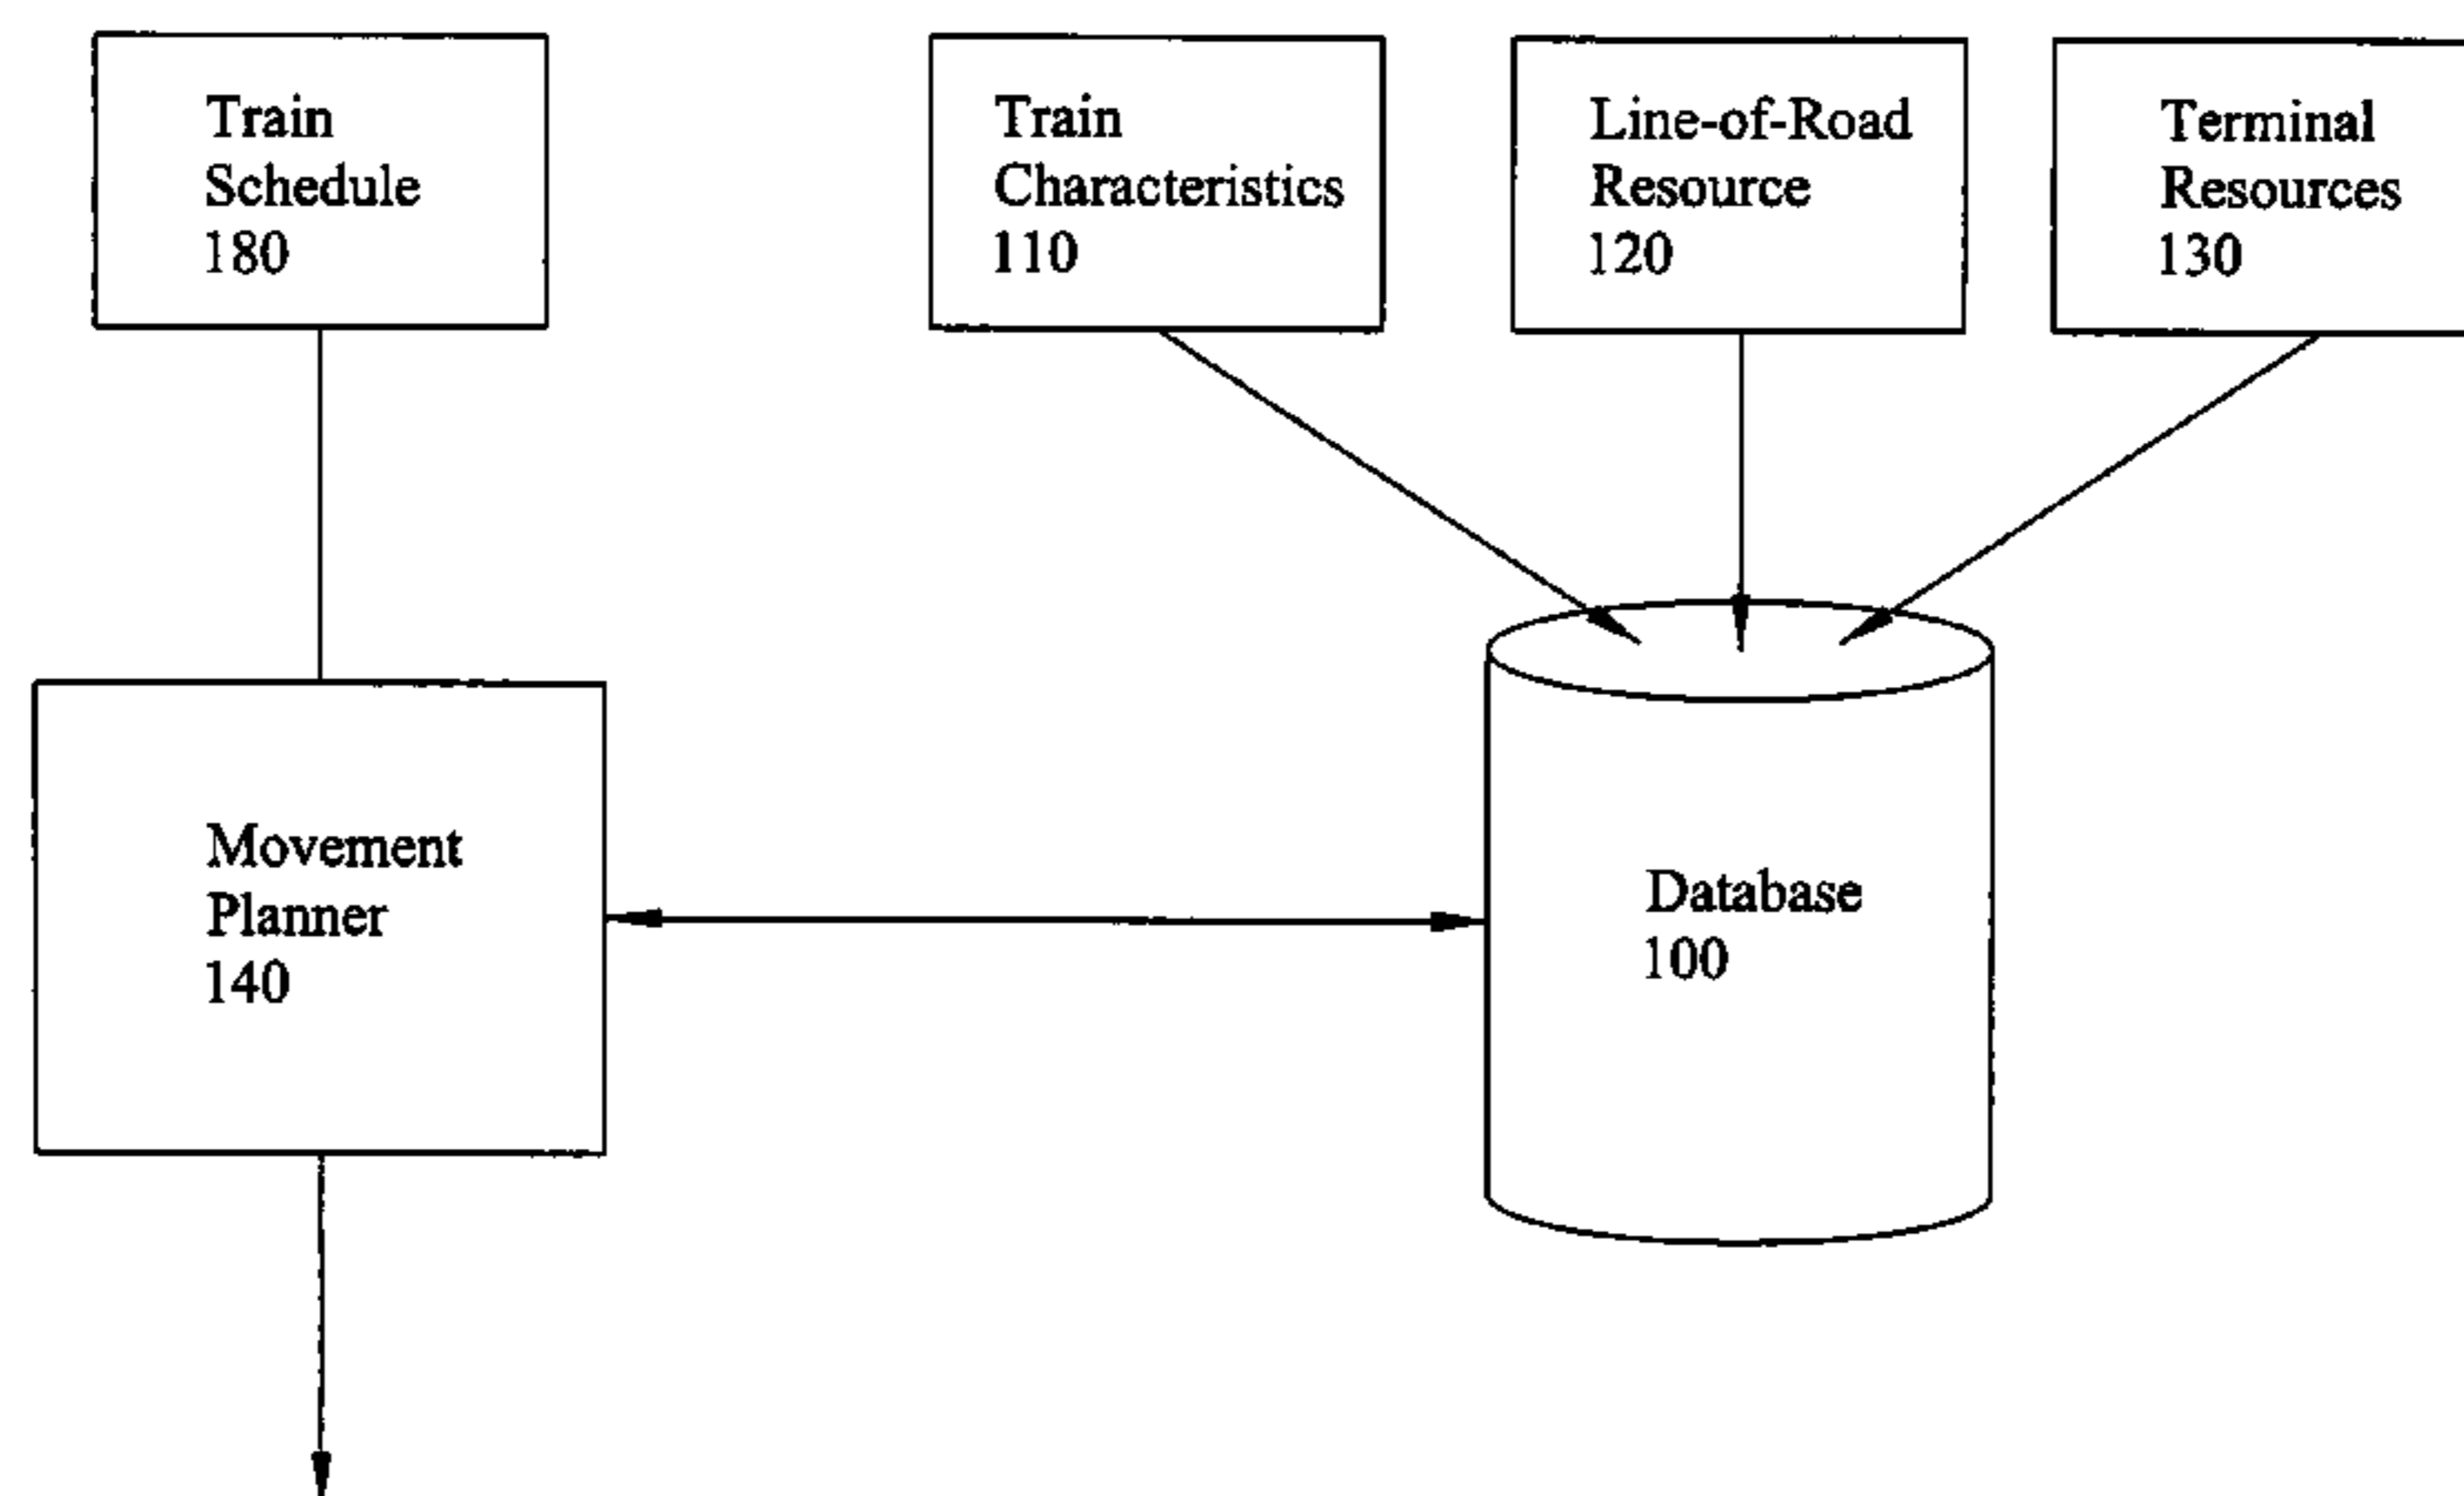 Train
Schedule
180
Train
Characteristics
110
Line-of-Road
Resource
120
Terminal
Resources
130
Movement
Planner
140
Database
100